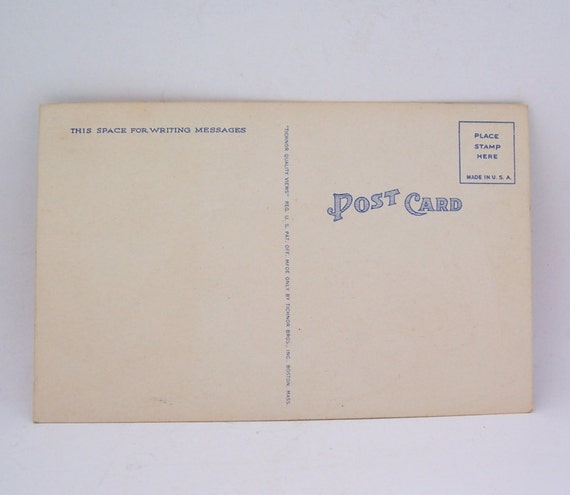 THIS SPACE FOR WRITING MESSAGES
"TICHNOR QUALITY VIEWS" REG. U. S. PAT. OFF. MADE ONLY BY TICHNOR BROS., INC. BOSTON, MASS.
POST CARD
PLACE
STAMP
HERE
MADE IN U. S. A.